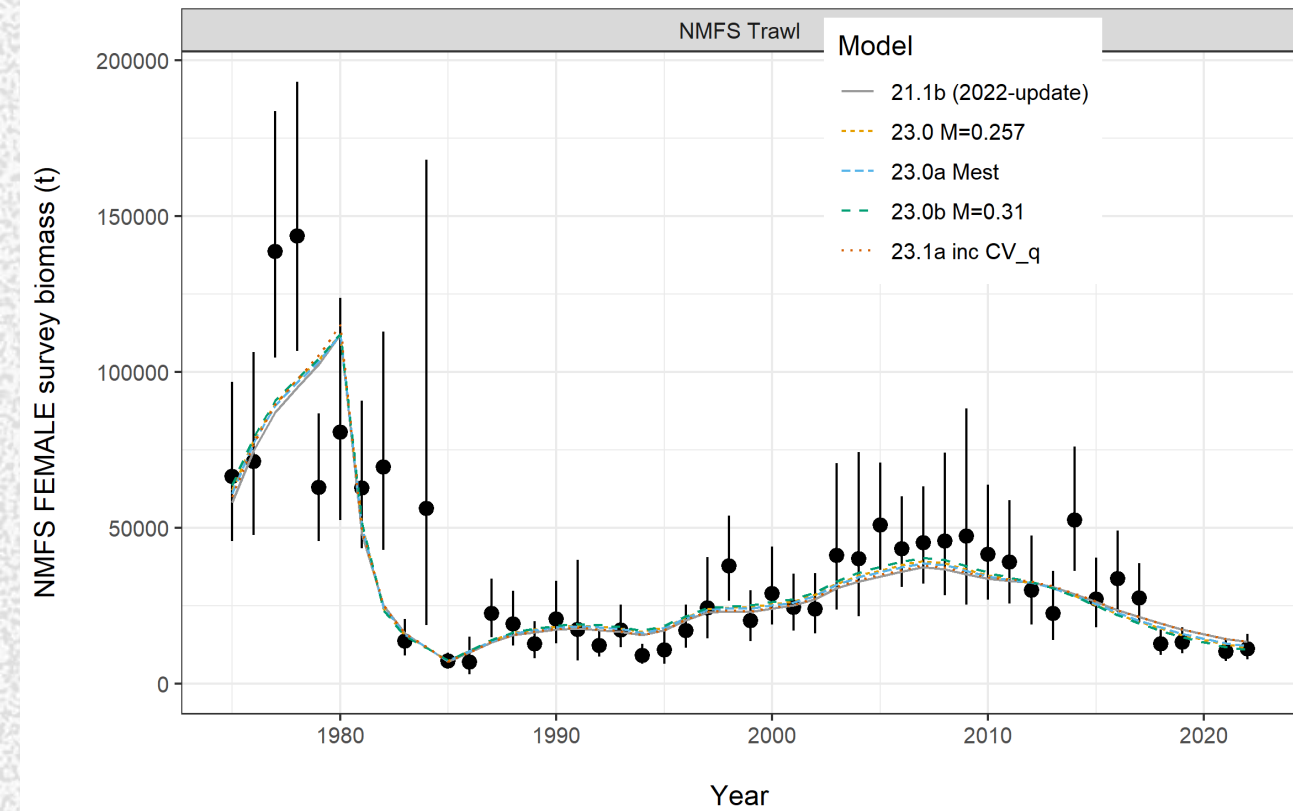 NMFS Trawl
Model
21.1b (2022-update)
23.0 M=0.257
23.0a Mest
23.0b M=0.31
23.1a inc CV_q
NMFS FEMALE survey biomass (t)
200000
150000
100000
50000
0
1980
1990
2000
2010
2020
Year